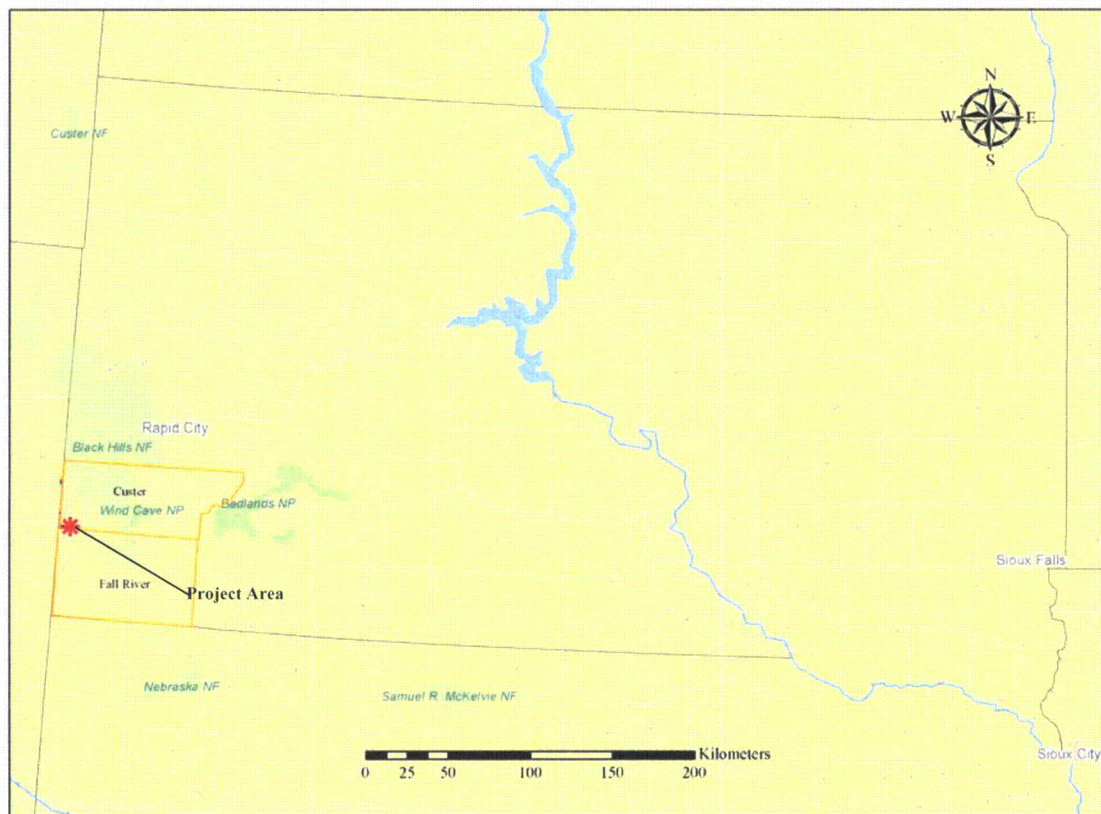 N
W E
S
Custer NF
Rapid City
Black Hills NF
Custer
Wind Cave NP
Badlands NP
Fall River
Project Area
Sioux Falls
Nebraska NF
Samuel R. McKelvie NF
Sioux City
Kilometers
0 25 50 100 150 200